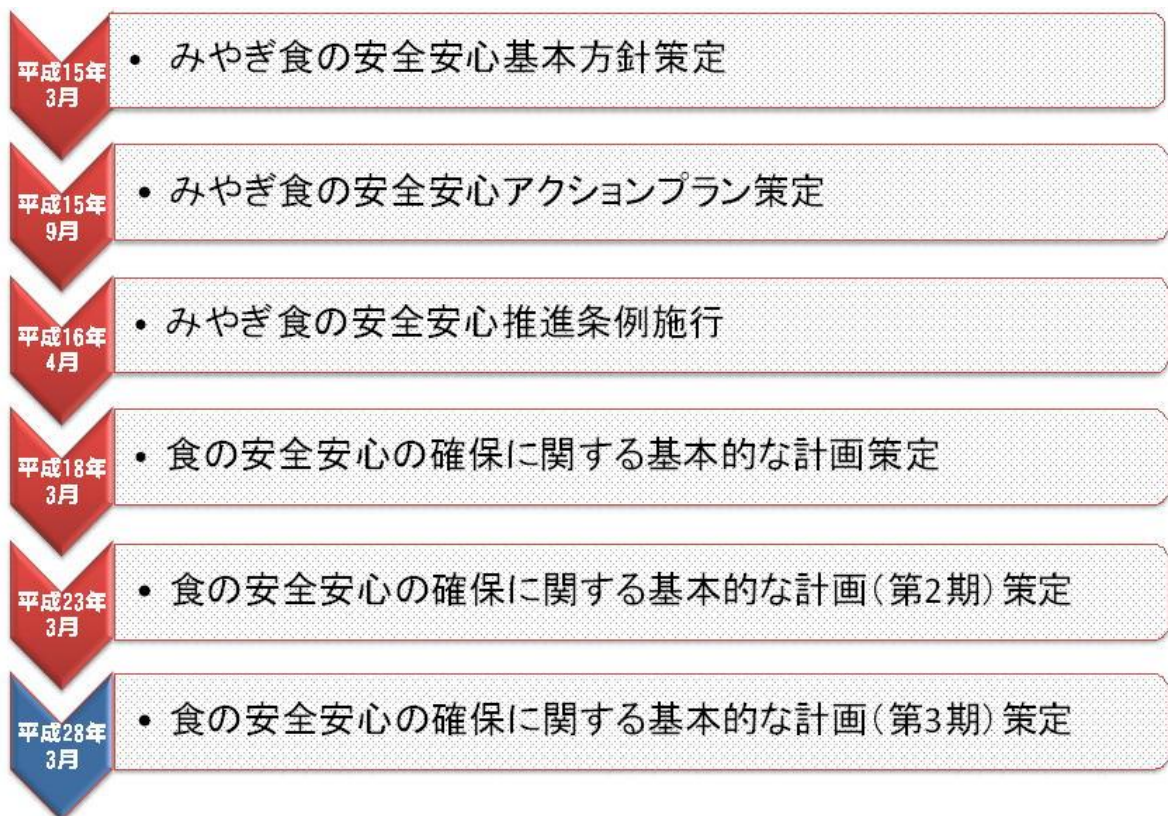 平成15年
3月
• みやぎ食の安全安心基本方針策定
平成15年
9月
• みやぎ食の安全安心アクションプラン策定
平成16年
4月
• みやぎ食の安全安心推進条例施行
平成18年
3月
• 食の安全安心の確保に関する基本的な計画策定
平成23年
3月
• 食の安全安心の確保に関する基本的な計画（第2期）策定
平成28年
3月
• 食の安全安心の確保に関する基本的な計画（第3期）策定